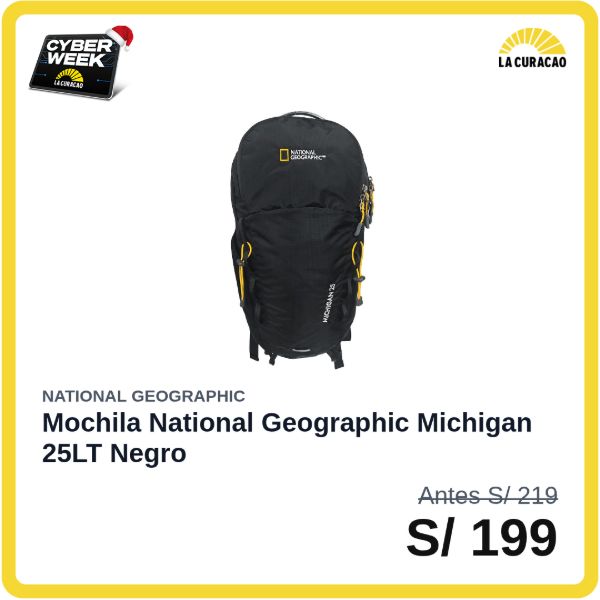 CYBER
WEEK
LA CURACAO
LA CURACAO
NATIONAL
GEOGRAPHIC
MICHIGAN 25
NATIONAL GEOGRAPHIC
Mochila National Geographic Michigan
25LT Negro
Antes S/ 219
S/ 199